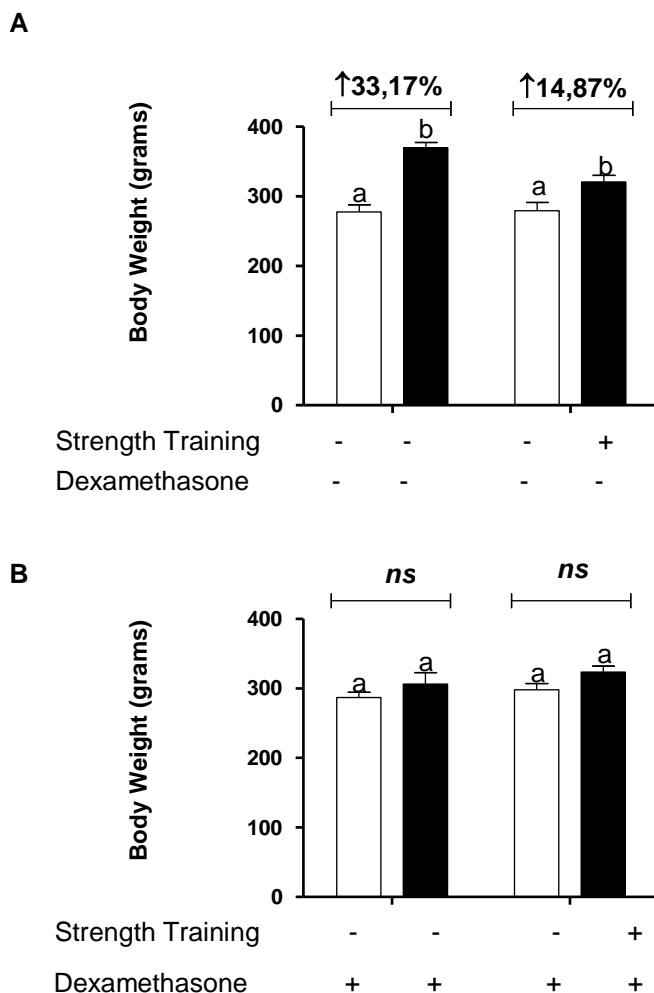 A
↑33,17% ↑14,87%
Body Weight (grams)
400
300
200
100
0
a b a b
Strength Training - - - +
Dexamethasone - - - -
B
ns ns
Body Weight (grams)
400
300
200
100
0
a a a a
Strength Training - - - +
Dexamethasone + + + +